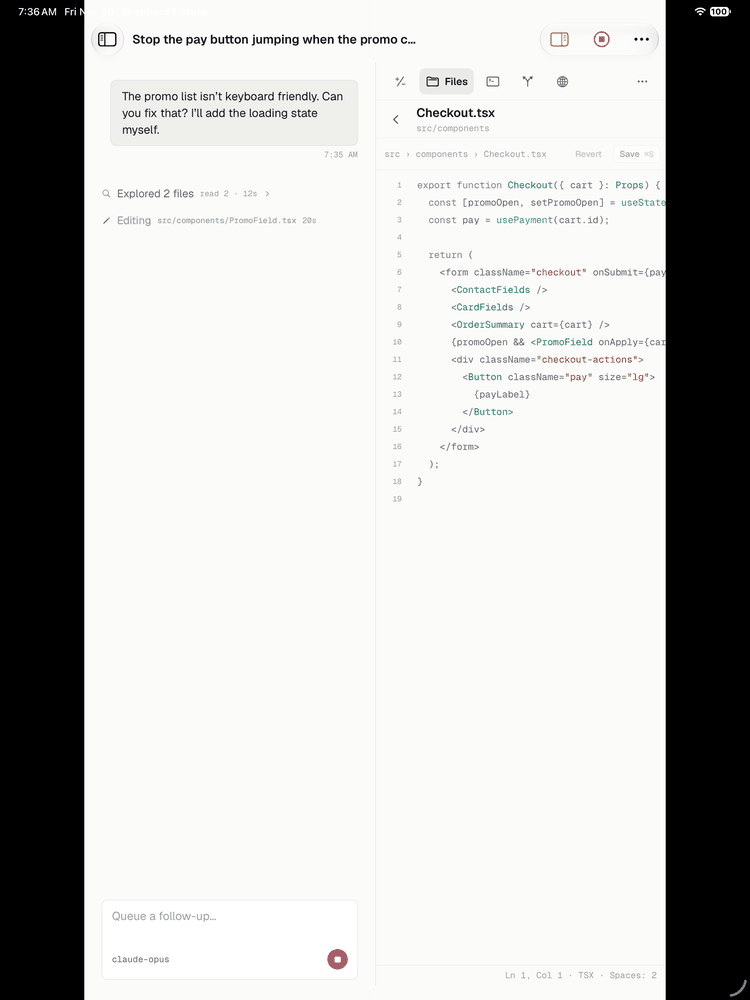 7:36 AM Fri N
100
Stop the pay button jumping when the promo c…
The promo list isn’t keyboard friendly. Can
you fix that? I’ll add the loading state
myself.
7:35 AM
Explored 2 files read 2 · 12s
Editing src/components/PromoField.tsx 20s
Queue a follow-up…
claude-opus
Files
Checkout.tsx
src/components
src › components › Checkout.tsx Revert Save ⌘S
1 export function Checkout({ cart }: Props) {
2 const [promoOpen, setPromoOpen] = useState
3 const pay = usePayment(cart.id);
4
5 return (
6 <form className="checkout" onSubmit={pay
7 <ContactFields />
8 <CardFields />
9 <OrderSummary cart={cart} />
10 {promoOpen && <PromoField onApply={car
11 <div className="checkout-actions">
12 <Button className="pay" size="lg">
13 {payLabel}
14 </Button>
15 </div>
16 </form>
17 );
18 }
19
Ln 1, Col 1 · TSX · Spaces: 2